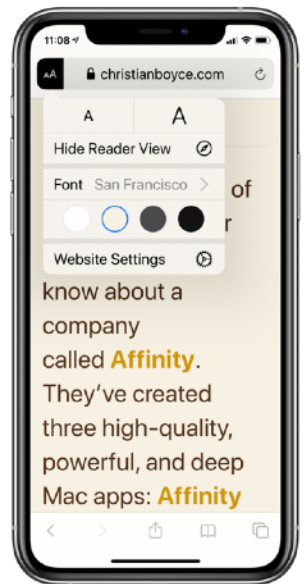 11:08
AA christianboyce.com
A A
Hide Reader View
Font San Francisco
of
r
Website Settings
know about a
company
called Affinity.
They've created
three high-quality,
powerful, and deep
Mac apps: Affinity